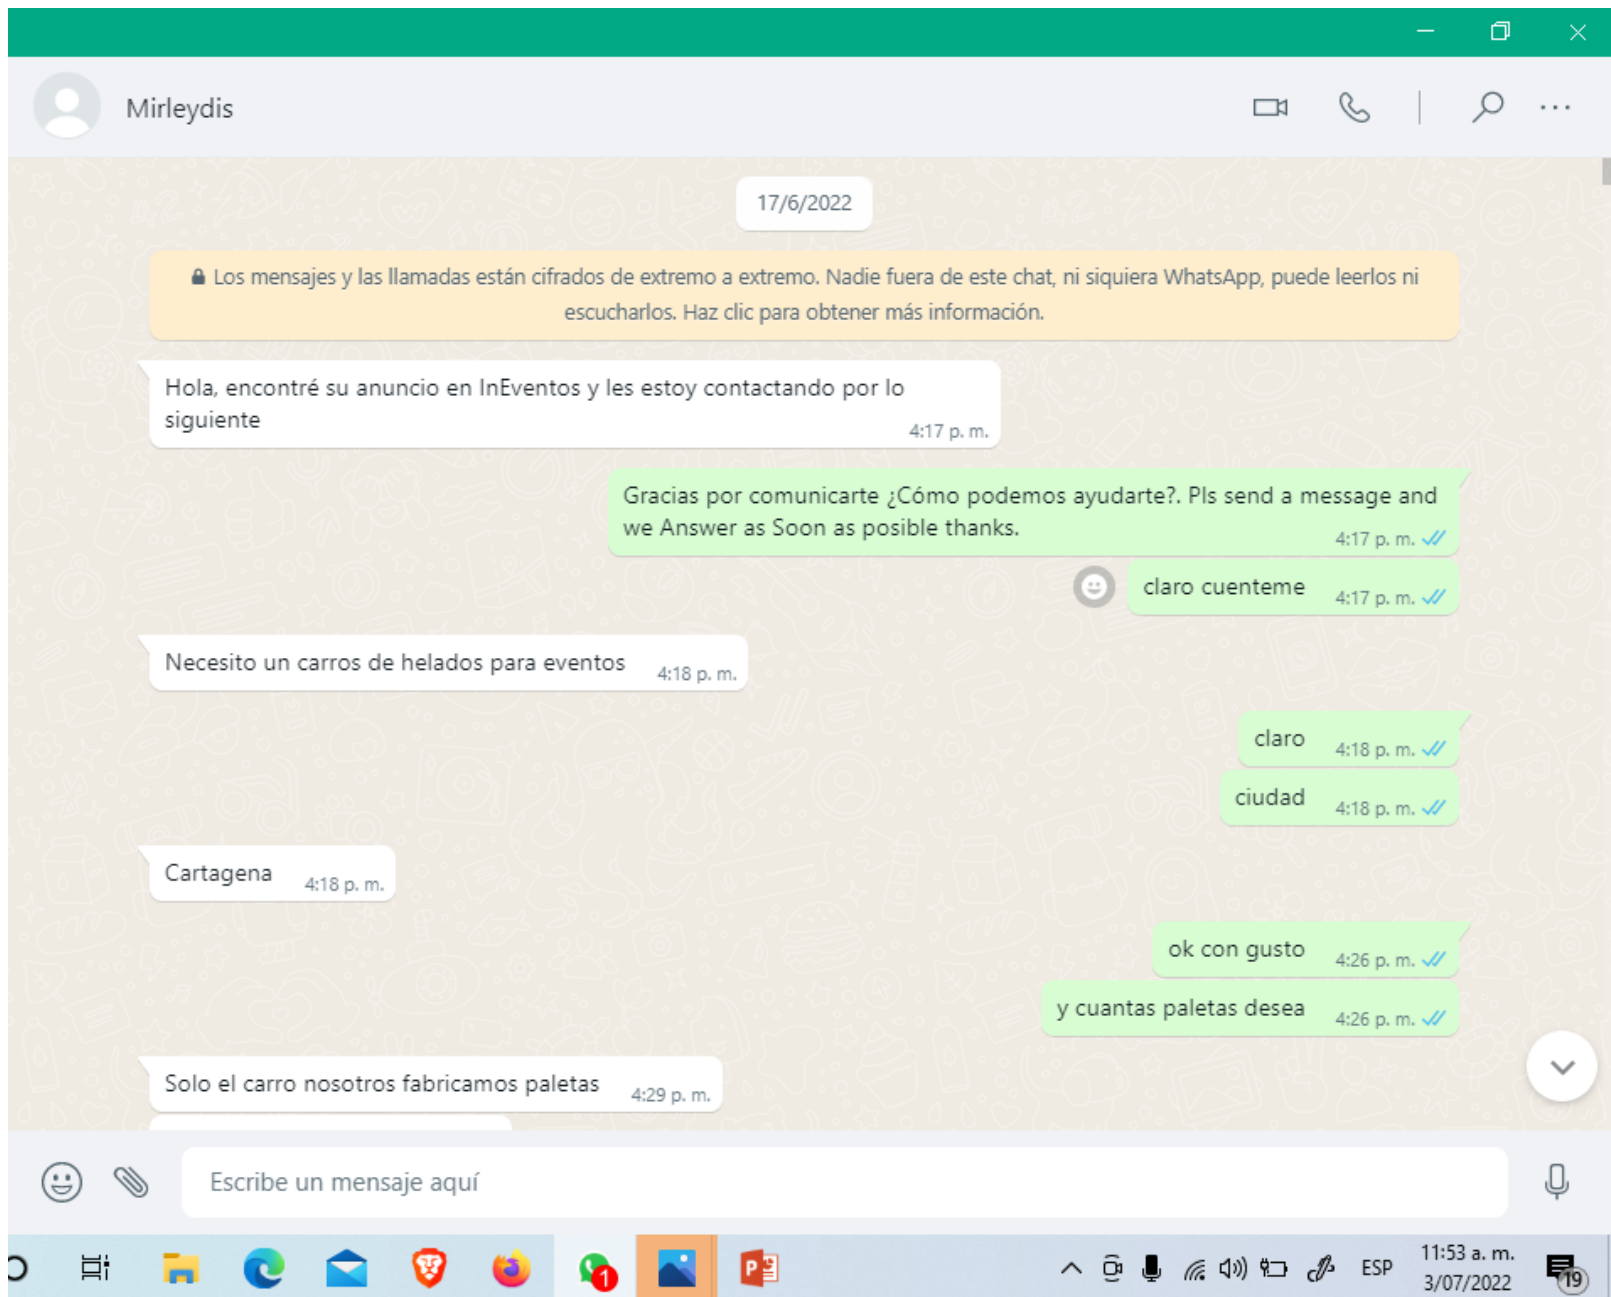 Mirleydis
17/6/2022
Los mensajes y las llamadas están cifrados de extremo a extremo. Nadie fuera de este chat, ni siquiera WhatsApp, puede leerlos ni
escucharlos. Haz clic para obtener más información.
Hola, encontré su anuncio en InEventos y les estoy contactando por lo
siguiente
4:17 p. m.
Gracias por comunicarte ¿Cómo podemos ayudarte?. Pls send a message and
we Answer as Soon as posible thanks.
4:17 p. m.
claro cuenteme 4:17 p. m.
Necesito un carros de helados para eventos 4:18 p. m.
claro 4:18 p. m.
ciudad 4:18 p. m.
Cartagena 4:18 p. m.
ok con gusto 4:26 p. m.
y cuantas paletas desea 4:26 p. m.
Solo el carro nosotros fabricamos paletas 4:29 p. m.
Escribe un mensaje aquí
1
P
ESP
11:53 a. m.
3/07/2022
19